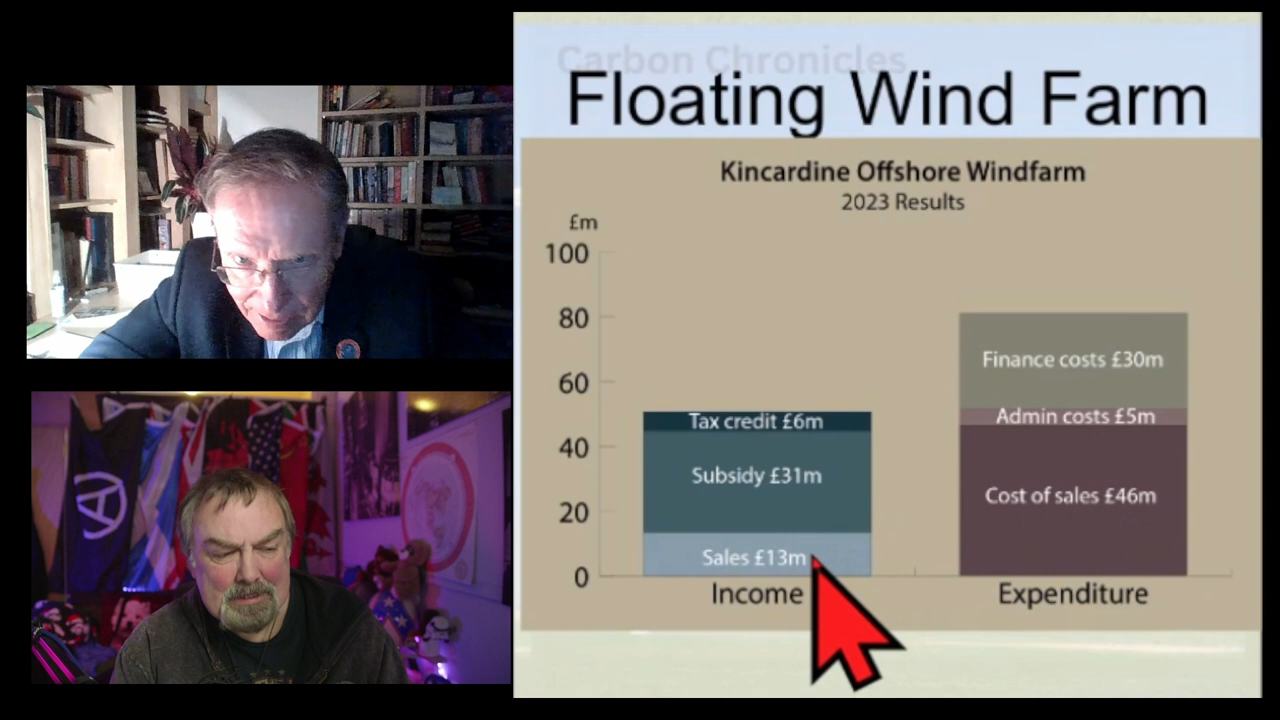 Carbon Chronicles
Floating Wind Farm
Kincardine Offshore Windfarm
2023 Results
£m
100
80
60
40
20
0
Tax credit £6m
Subsidy £31m
Sales £13m
Income
Finance costs £30m
Admin costs £5m
Cost of sales £46m
Expenditure